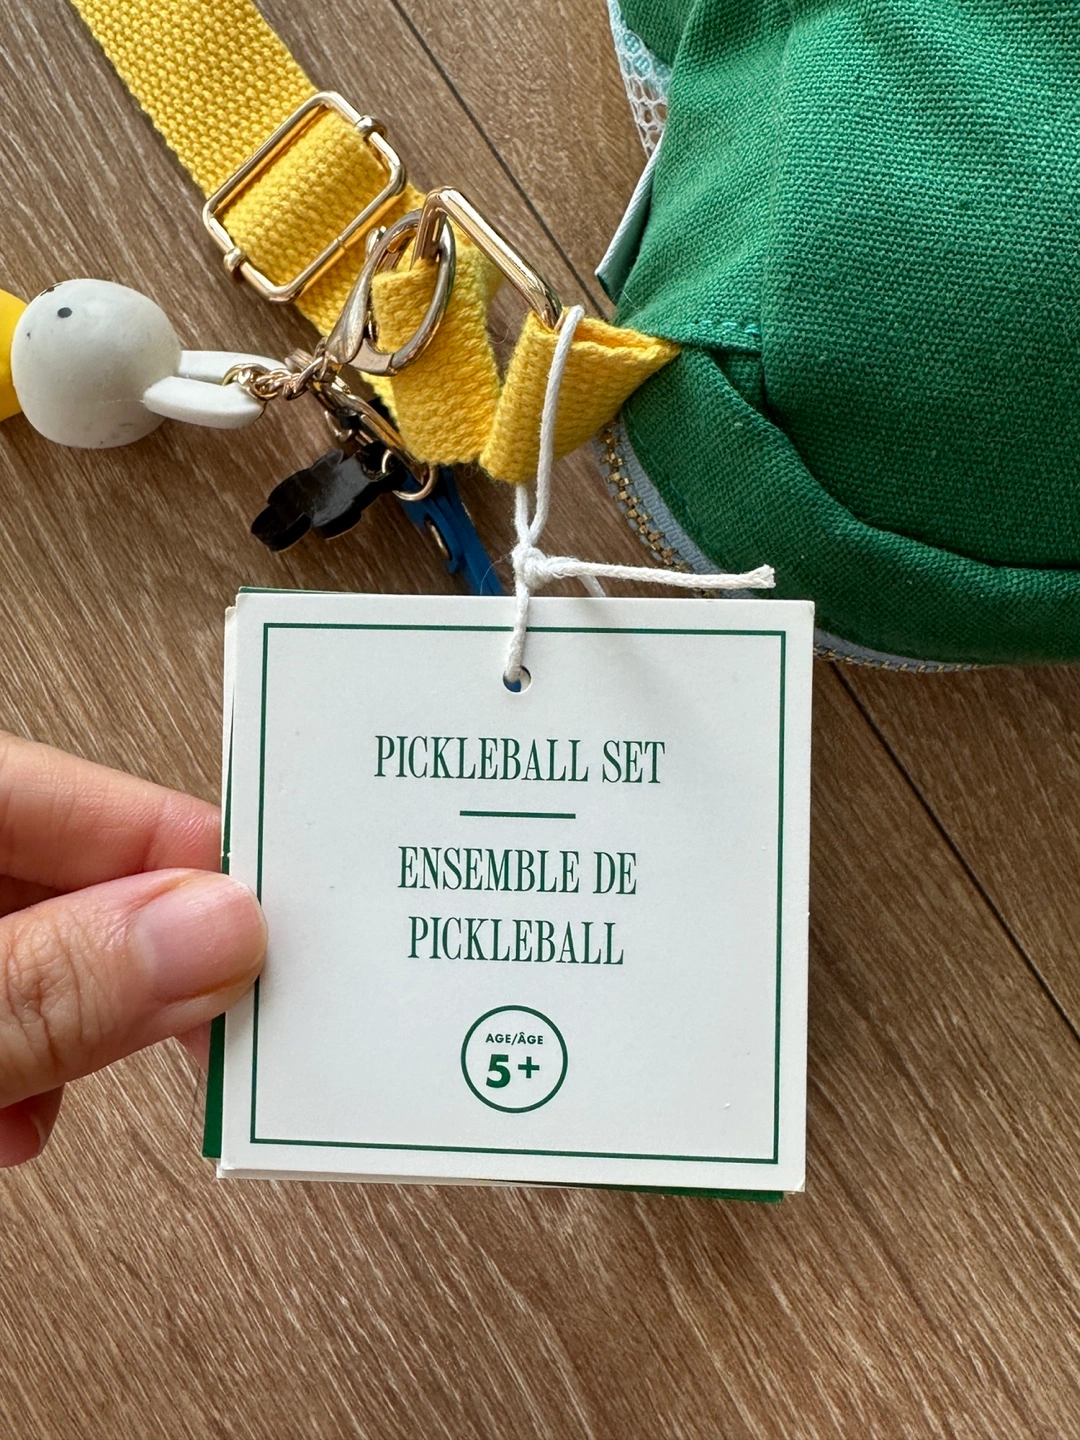 PICKLEBALL SET
ENSEMBLE DE
PICKLEBALL
AGE/ÂGE
5+